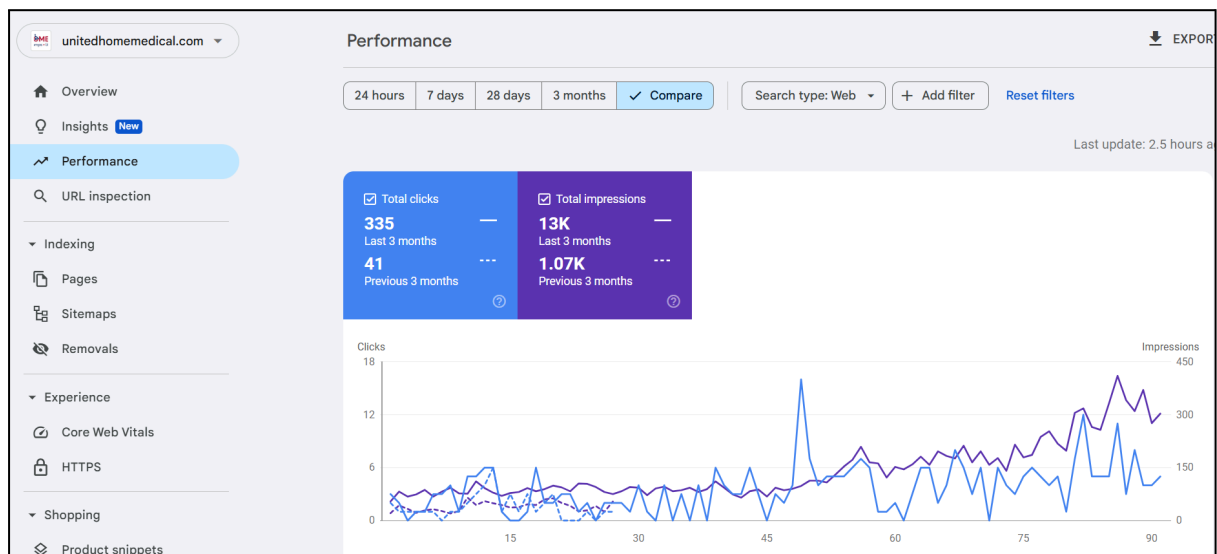 unitedhomemedical.com
Overview
Insights New
Performance
URL inspection
Indexing
Pages
Sitemaps
Removals
Experience
Core Web Vitals
HTTPS
Shopping
Product snippets
Performance
EXPOR
24 hours 7 days 28 days 3 months Compare Search type: Web Add filter Reset filters
Last update: 2.5 hours a
Total clicks
335
Last 3 months
41
Previous 3 months
Total impressions
13K
Last 3 months
1.07K
Previous 3 months
Clicks Impressions
18 450
12 300
6 150
0 0
15 30 45 60 75 90